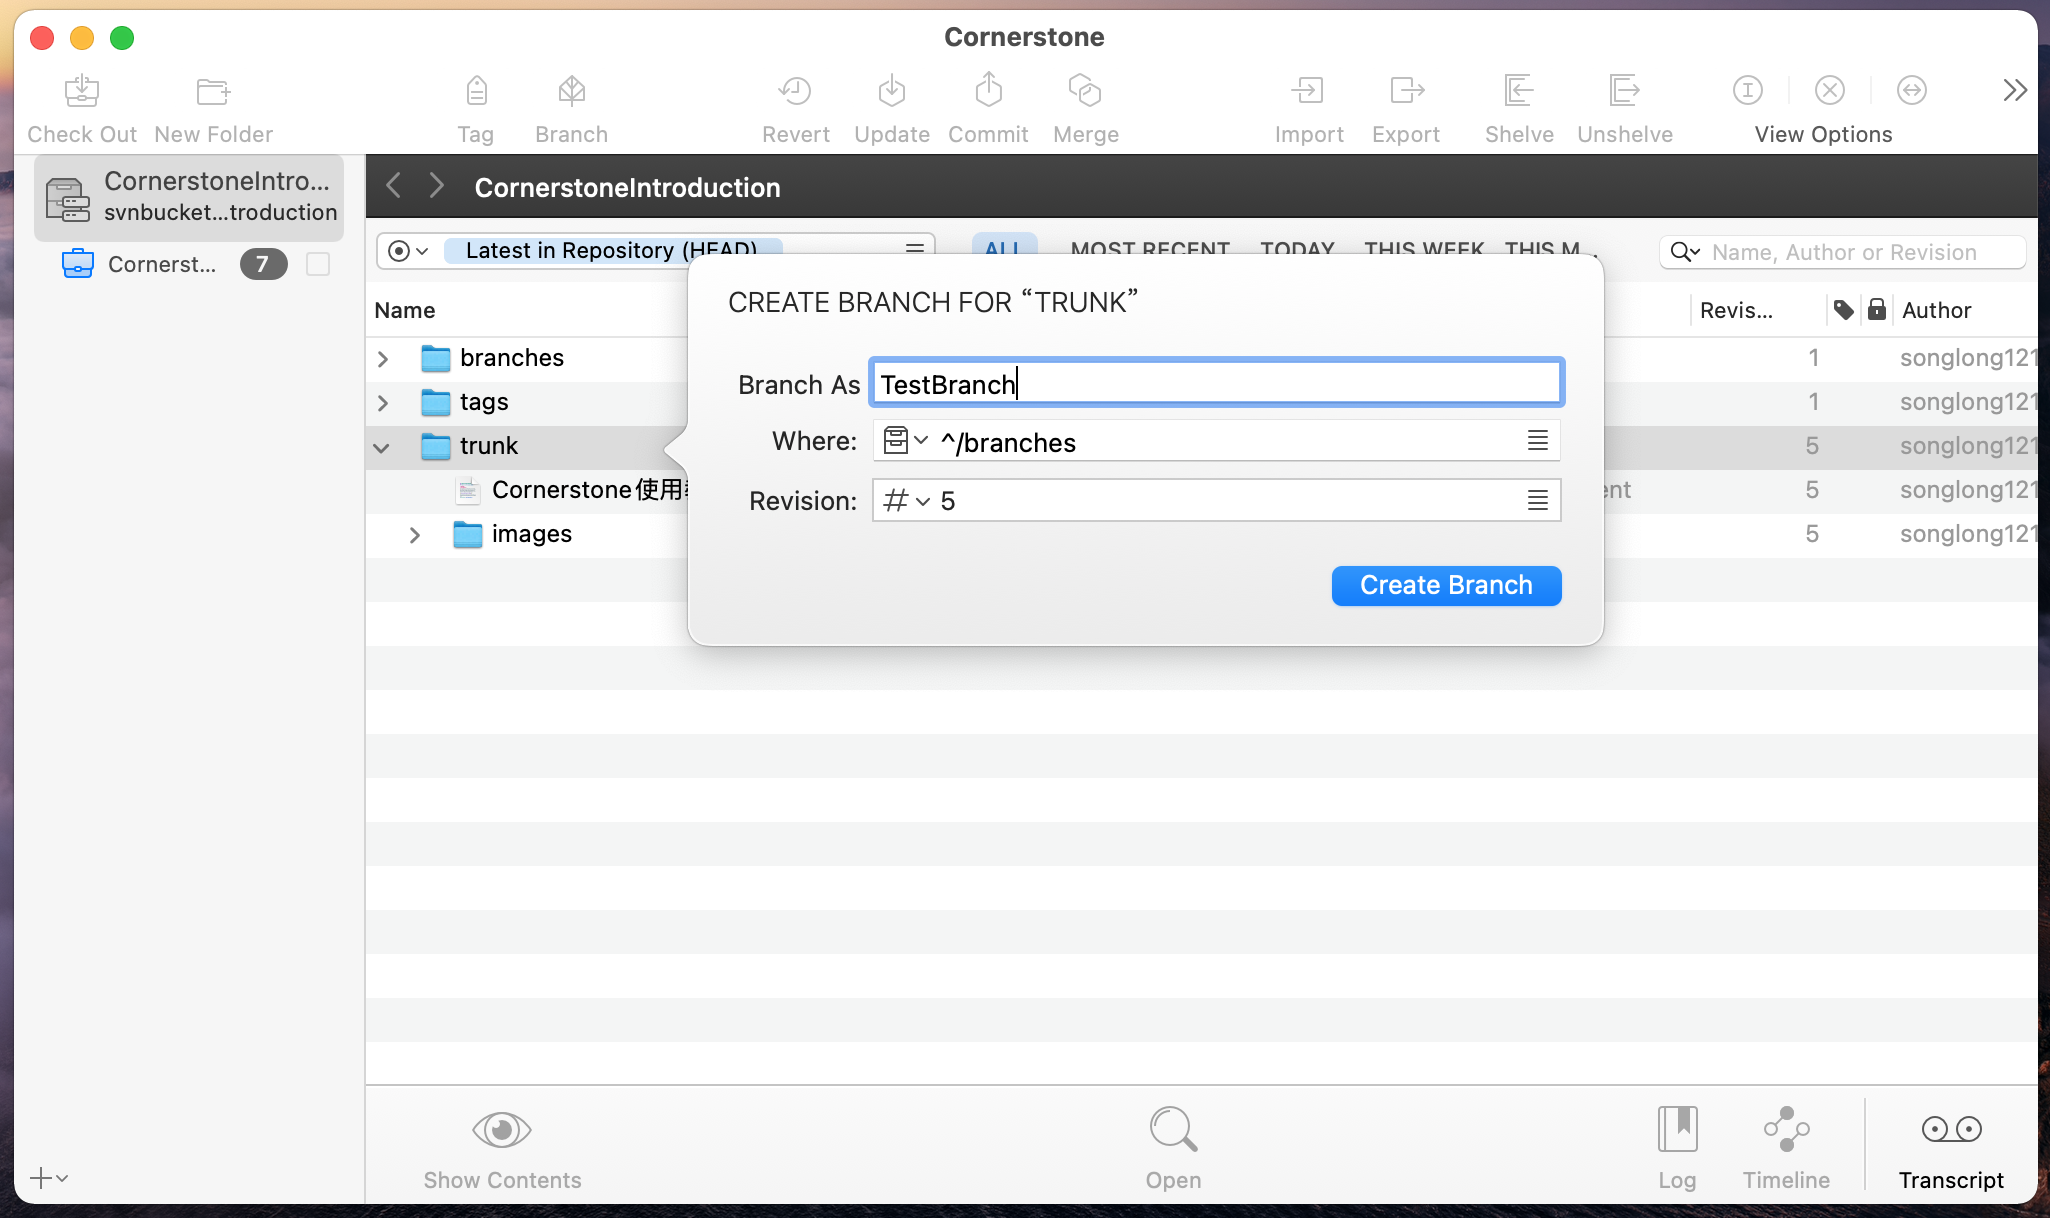 Cornerstone
Check Out
New Folder
Tag
Branch
Revert
Update
Commit
Merge
Import
Export
Shelve
Unshelve
View Options
CornerstoneIntro...
svnbucket...troduction
Cornerst...
7
CornerstoneIntroduction
Latest in Repository (HEAD)
ALL
MOST RECENT
TODAY
THIS WEEK
THIS M...
Name, Author or Revision
Name
Revis...
Author
branches
1
songlong121
tags
1
songlong121
trunk
5
songlong121
Cornerstone使用
ent
5
songlong121
images
5
songlong121
CREATE BRANCH FOR “TRUNK”
Branch As
TestBranch
Where:
^/branches
Revision:
# 5
Create Branch
Show Contents
Open
Log
Timeline
Transcript